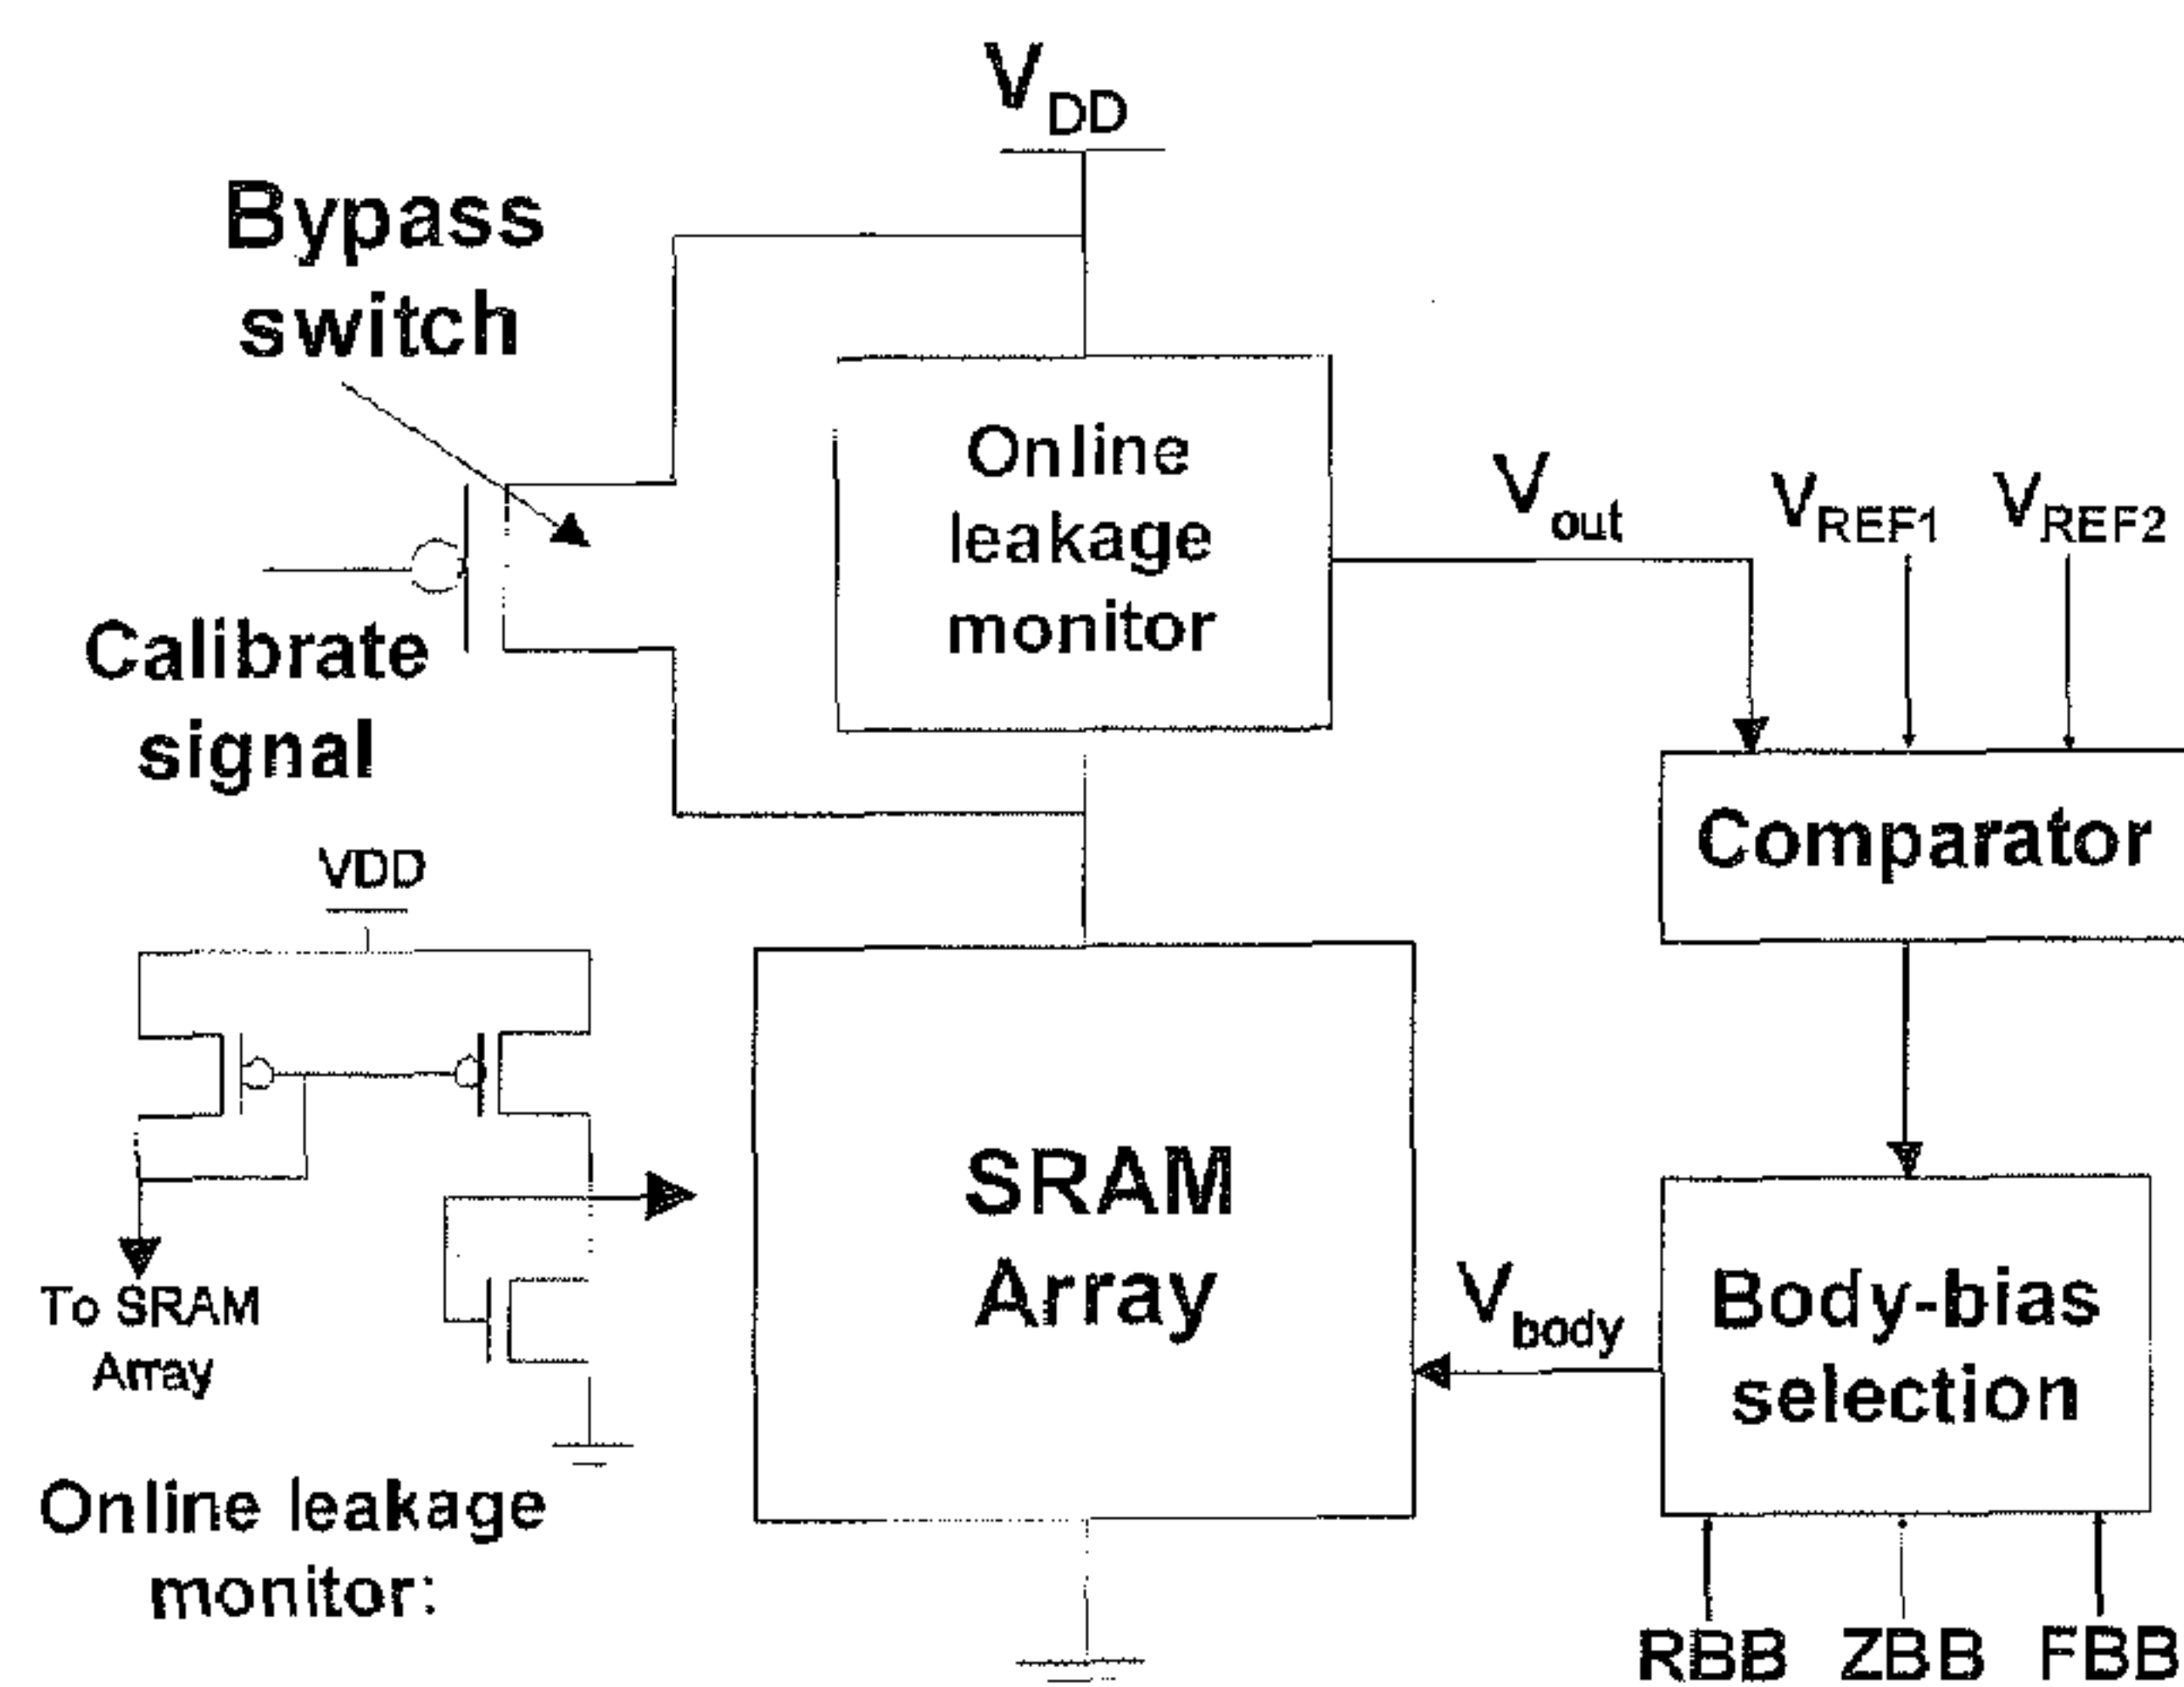 VDD
Bypass
switch
Online
leakage
monitor
Vout
VREF1
VREF2
Calibrate
signal
Comparator
VDD
SRAM
Array
To SRAM
Array
Vbody
Body-bias
selection
Online leakage
monitor:
RBB
ZBB
FBB